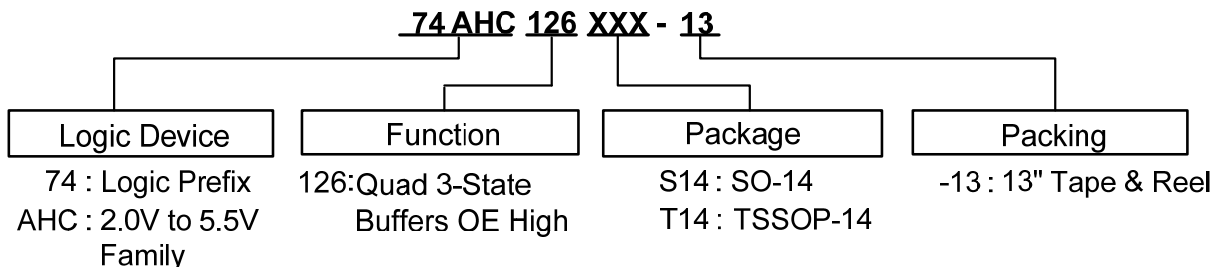 74 AHC 126 XXX - 13
Logic Device
Function
Package
Packing
74 : Logic Prefix
AHC : 2.0V to 5.5V
Family
126:Quad 3-State
Buffers OE High
S14 : SO-14
T14 : TSSOP-14
-13 : 13" Tape & Reel